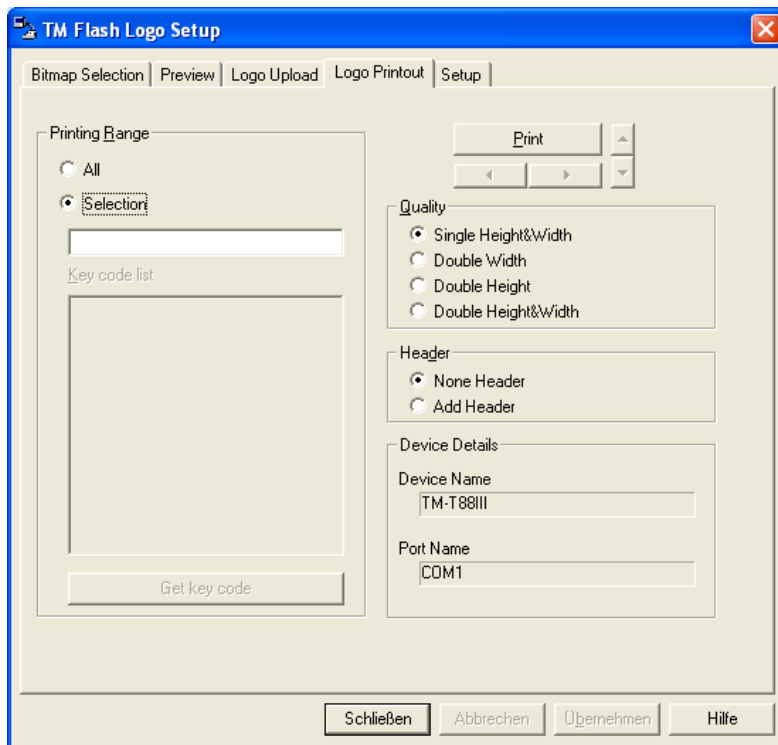 TM Flash Logo Setup
Bitmap Selection Preview Logo Upload Logo Printout Setup
Printing Range
All
Selection
Key code list
Get key code
Print
Quality
Single Height&Width
Double Width
Double Height
Double Height&Width
Header
None Header
Add Header
Device Details
Device Name
TM-T88III
Port Name
COM1
Schließen Abbrechen Übernehmen Hilfe